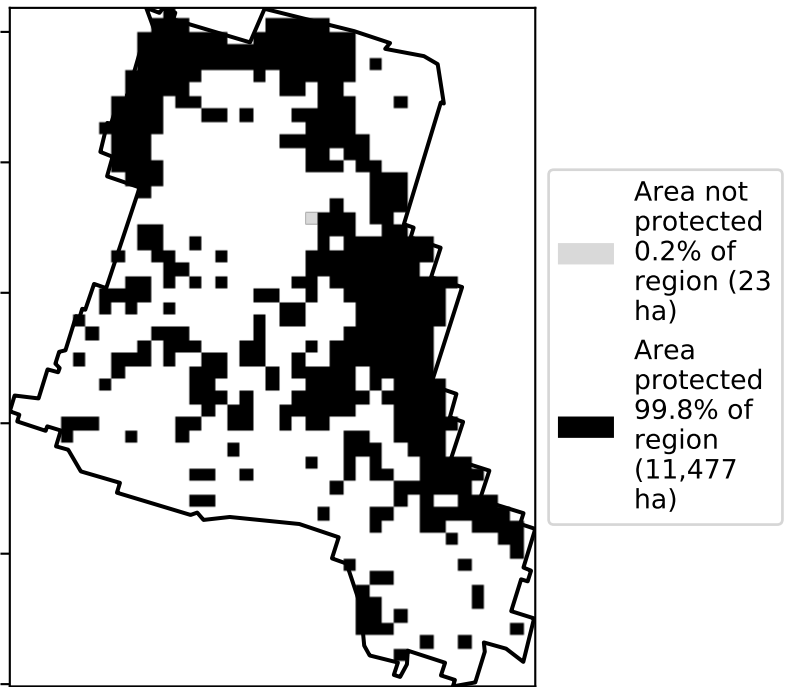 Area not
protected
0.2% of
region (23
ha)
Area
protected
99.8% of
region
(11,477
ha)